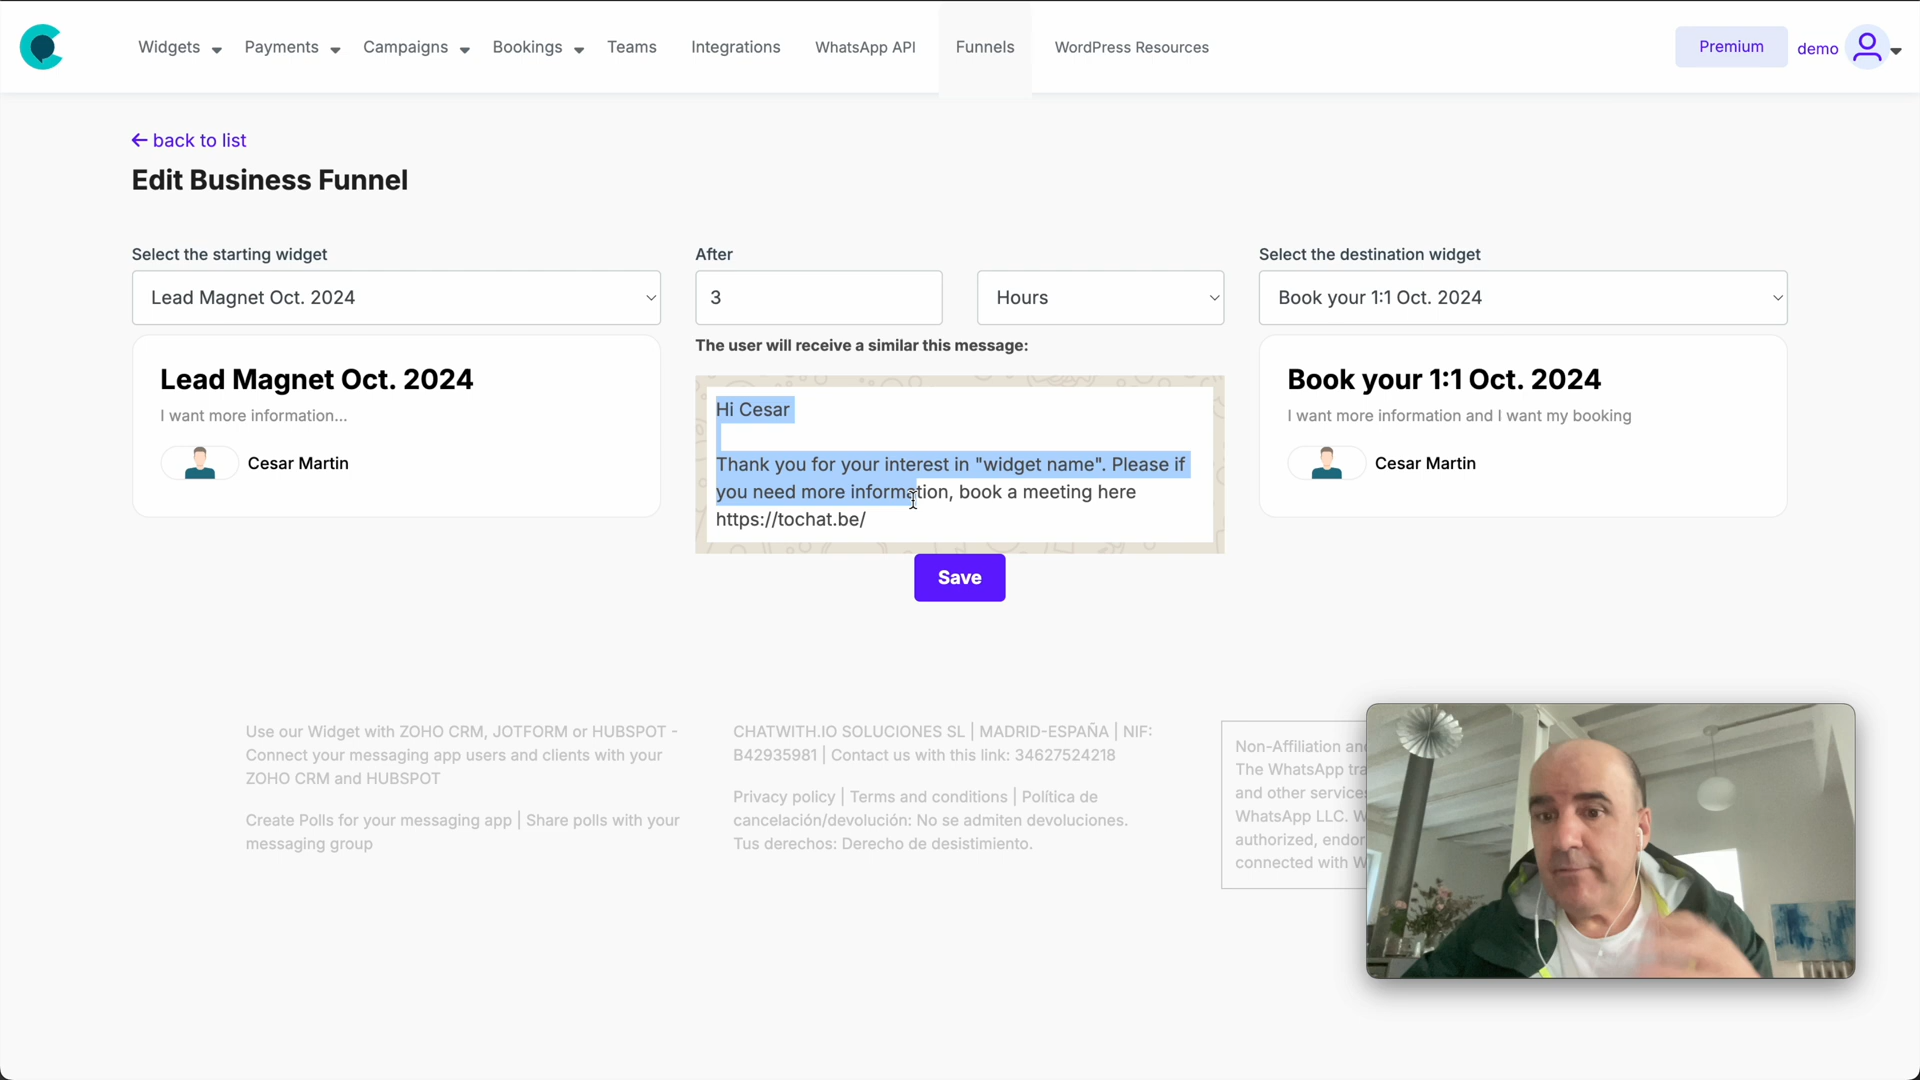 Widgets
Payments
Campaigns
Bookings
Teams
Integrations
WhatsApp API
Funnels
WordPress Resources
Premium
demo
← back to list
Edit Business Funnel
Select the starting widget
After
Select the destination widget
Lead Magnet Oct. 2024
3
Hours
Book your 1:1 Oct. 2024
The user will receive a similar this message:
Lead Magnet Oct. 2024
I want more information...
Cesar Martin
Hi Cesar
Thank you for your interest in "widget name". Please if
you need more information, book a meeting here
https://tochat.be/
Book your 1:1 Oct. 2024
I want more information and I want my booking
Cesar Martin
Save
Use our Widget with ZOHO CRM, JOTFORM or HUBSPOT -
Connect your messaging app users and clients with your
ZOHO CRM and HUBSPOT
Create Polls for your messaging app | Share polls with your
messaging group
CHATWITH.IO SOLUCIONES SL | MADRID-ESPAÑA | NIF:
B42935981 | Contact us with this link: 34627524218
Privacy policy | Terms and conditions | Política de
cancelación/devolución: No se admiten devoluciones.
Tus derechos: Derecho de desistimiento.
Non-Affiliation
The WhatsApp
and other
WhatsApp LLC.
authorized,
connected